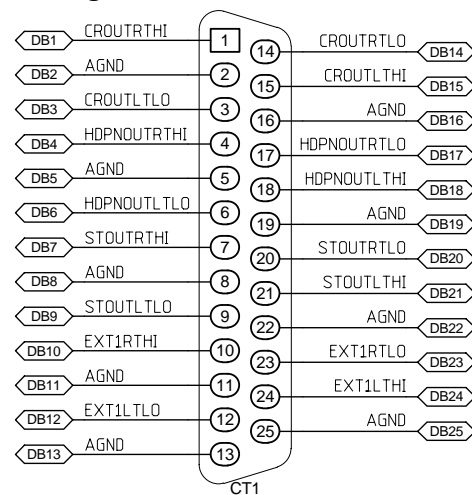 DB1 CROUTRTHI 1
14 CROUTRTLO DB14
DB2 AGND 2
15 CROUTLTHI DB15
DB3 CROUTLTLO 3
16 AGND DB16
DB4 HDPNOUTRTHI 4
17 HDPNOUTRTLO DB17
DB5 AGND 5
18 HDPNOUTLTHI DB18
DB6 HDPNOUTLTLO 6
19 AGND DB19
DB7 STOUTRTHI 7
20 STOUTRTLO DB20
DB8 AGND 8
21 STOUTLTHI DB21
DB9 STOUTLTLO 9
22 AGND DB22
DB10 EXT1RTHI 10
23 EXT1RTLO DB23
DB11 AGND 11
24 EXT1LTHI DB24
DB12 EXT1LTLO 12
25 AGND DB25
DB13 AGND 13
CT1